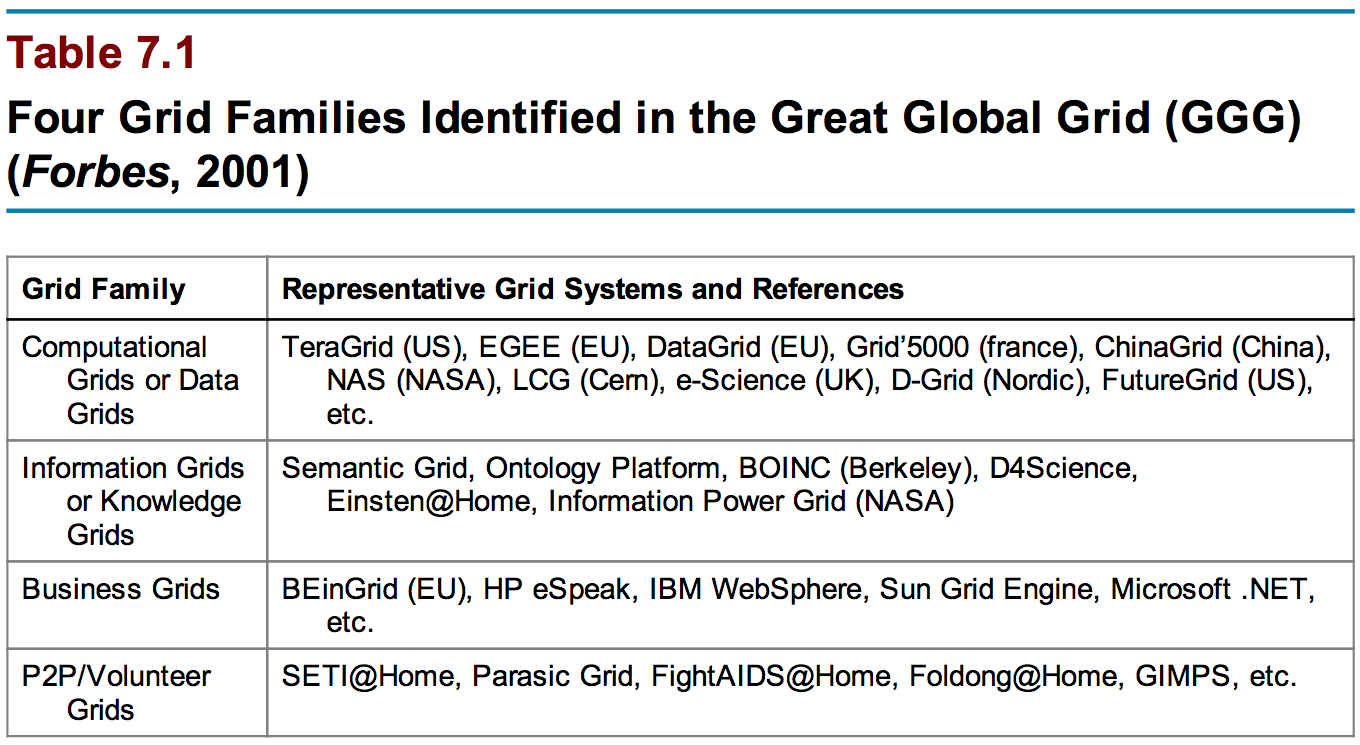 Table 7.1
Four Grid Families Identified in the Great Global Grid (GGG)
(Forbes, 2001)
Grid Family
Representative Grid Systems and References
Computational
Grids or Data
Grids
TeraGrid (US), EGEE (EU), DataGrid (EU), Grid’5000 (france), ChinaGrid (China),
NAS (NASA), LCG (Cern), e-Science (UK), D-Grid (Nordic), FutureGrid (US),
etc.
Information Grids
or Knowledge
Grids
Semantic Grid, Ontology Platform, BOINC (Berkeley), D4Science,
Einsten@Home, Information Power Grid (NASA)
Business Grids
BEinGrid (EU), HP eSpeak, IBM WebSphere, Sun Grid Engine, Microsoft .NET,
etc.
P2P/Volunteer
Grids
SETI@Home, Parasic Grid, FightAIDS@Home, Foldong@Home, GIMPS, etc.